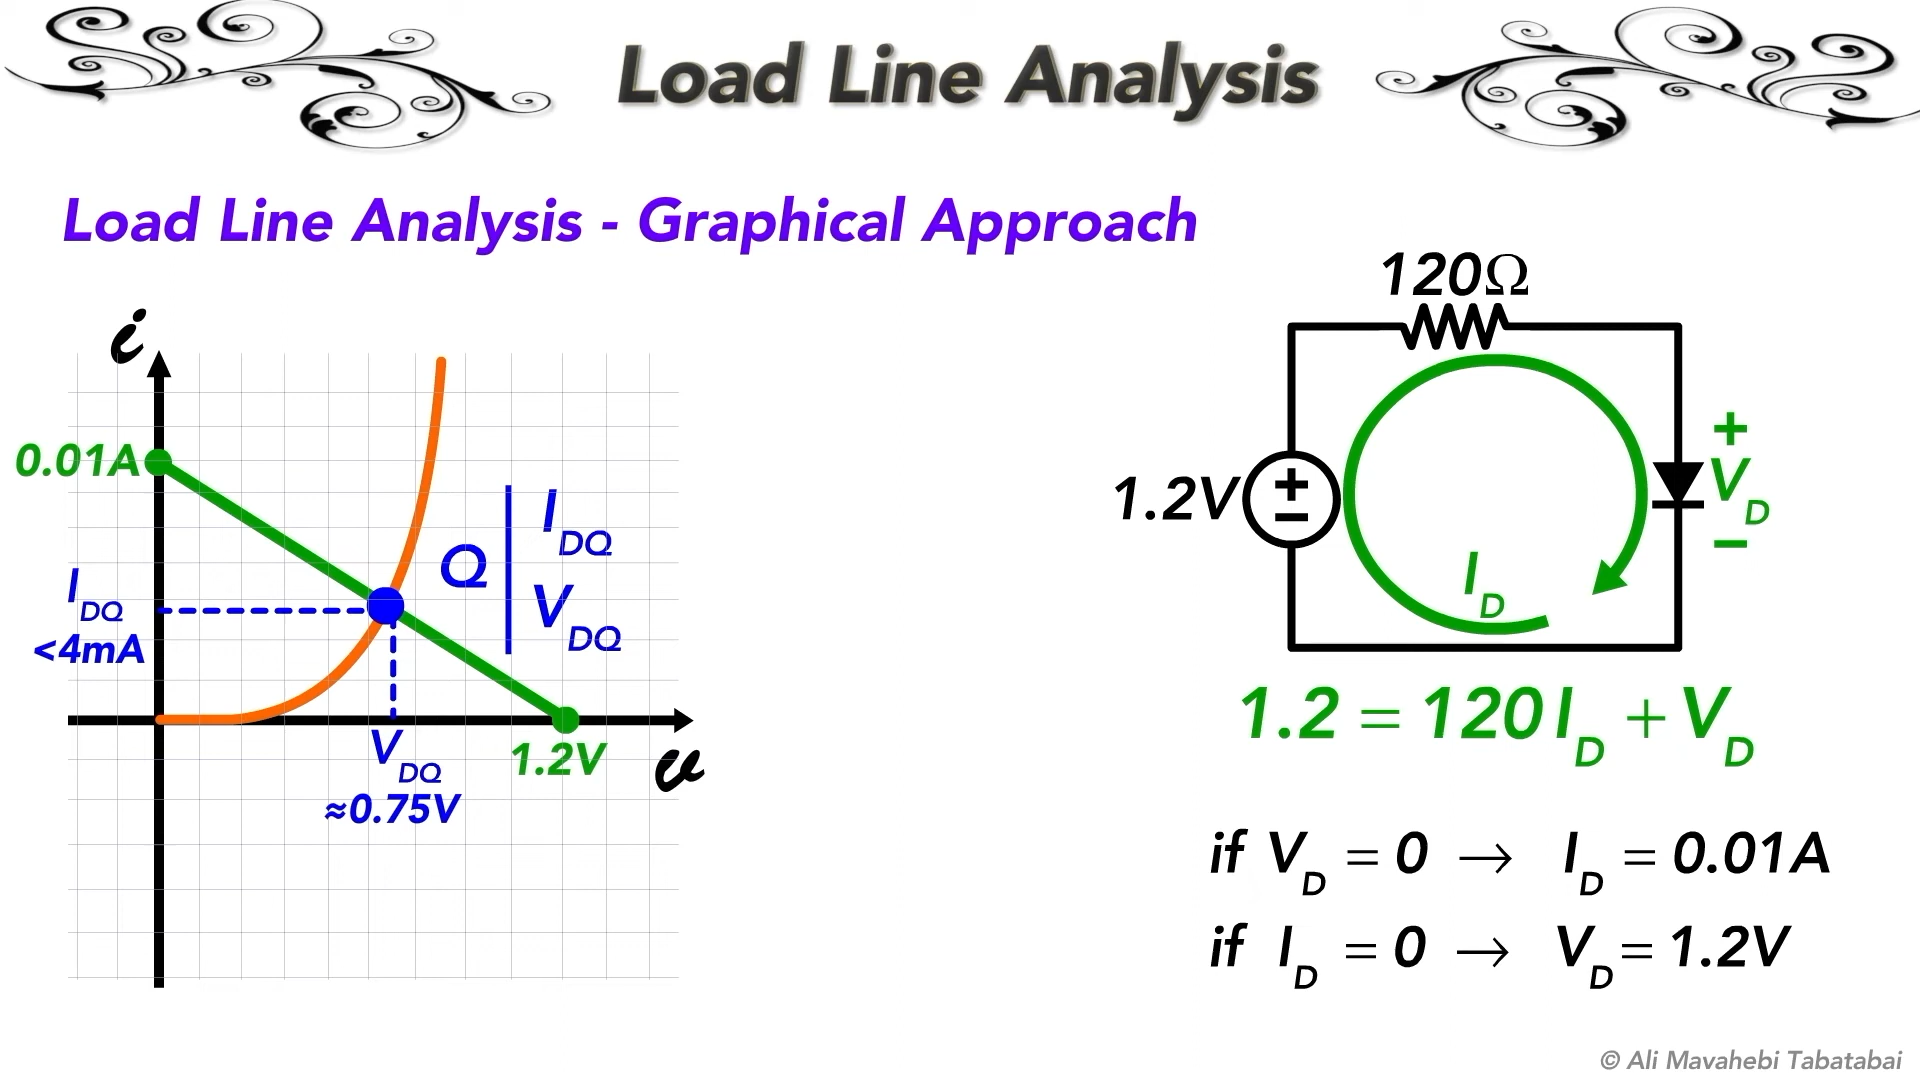 Load Line Analysis
Load Line Analysis - Graphical Approach
i
0.01A
I_DQ
<4mA
Q
I_DQ
V_DQ
V_DQ
≈0.75V
1.2V
v
120Ω
1.2V
+
−
I_D
+
V_D
−
1.2 = 120 I_D + V_D
if V_D = 0 → I_D = 0.01A
if I_D = 0 → V_D = 1.2V
© Ali Mavahebi Tabatabai